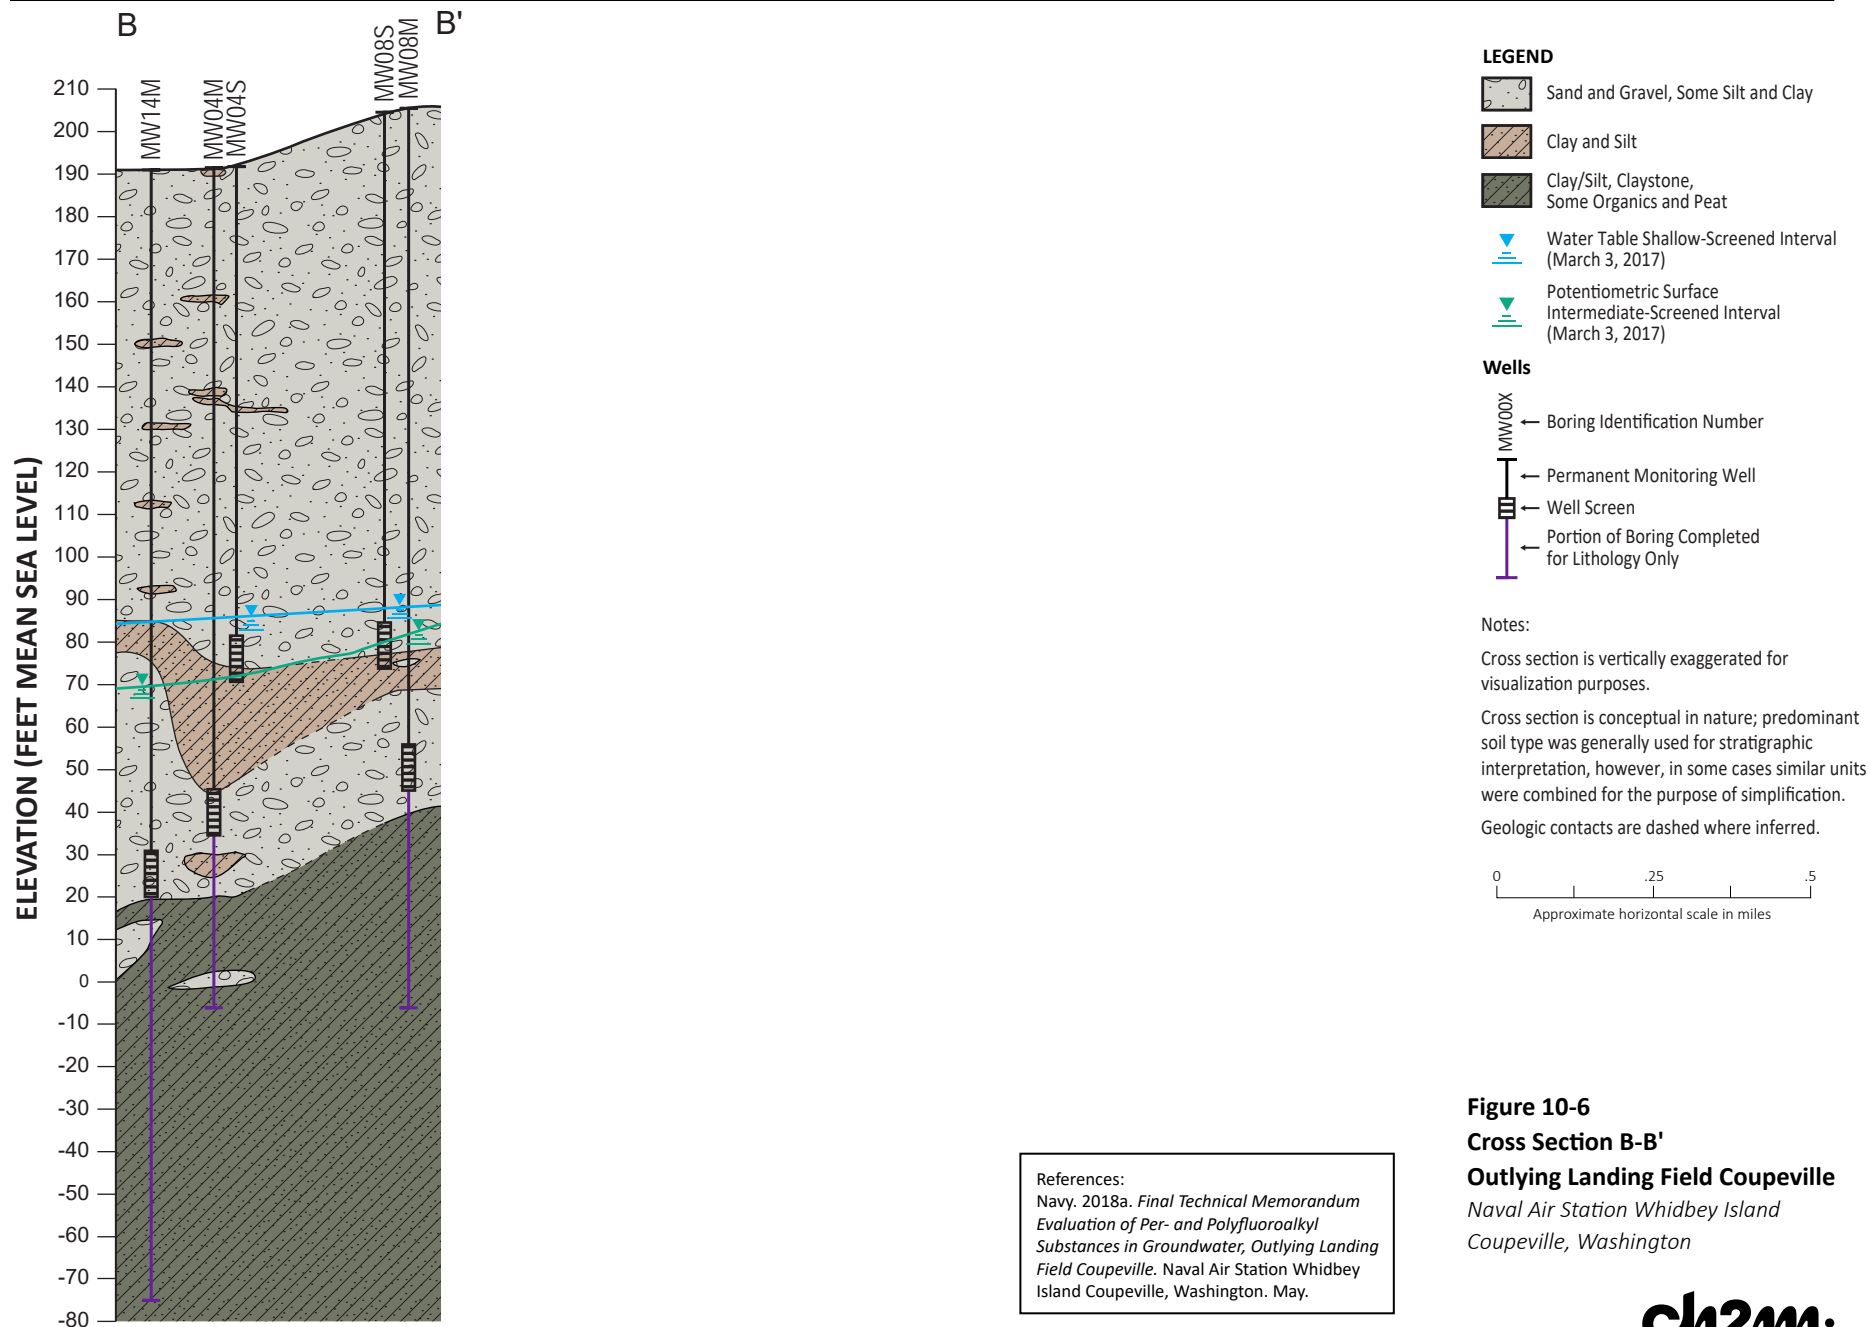 B
B'
MW14M
MW04M
MW04S
MW08S
MW08M
ELEVATION (FEET MEAN SEA LEVEL)
210
200
190
180
170
160
150
140
130
120
110
100
90
80
70
60
50
40
30
20
10
0
-10
-20
-30
-40
-50
-60
-70
-80
LEGEND
Sand and Gravel, Some Silt and Clay
Clay and Silt
Clay/Silt, Claystone,
Some Organics and Peat
Water Table Shallow-Screened Interval
(March 3, 2017)
Potentiometric Surface
Intermediate-Screened Interval
(March 3, 2017)
Wells
MW00X
Boring Identification Number
Permanent Monitoring Well
Well Screen
Portion of Boring Completed
for Lithology Only
Notes:
Cross section is vertically exaggerated for
visualization purposes.
Cross section is conceptual in nature; predominant
soil type was generally used for stratigraphic
interpretation, however, in some cases similar units
were combined for the purpose of simplification.
Geologic contacts are dashed where inferred.
0 .25 .5
Approximate horizontal scale in miles
References:
Navy. 2018a. Final Technical Memorandum
Evaluation of Per- and Polyfluoroalkyl
Substances in Groundwater, Outlying Landing
Field Coupeville. Naval Air Station Whidbey
Island Coupeville, Washington. May.
Figure 10-6
Cross Section B-B'
Outlying Landing Field Coupeville
Naval Air Station Whidbey Island
Coupeville, Washington
ch2m: